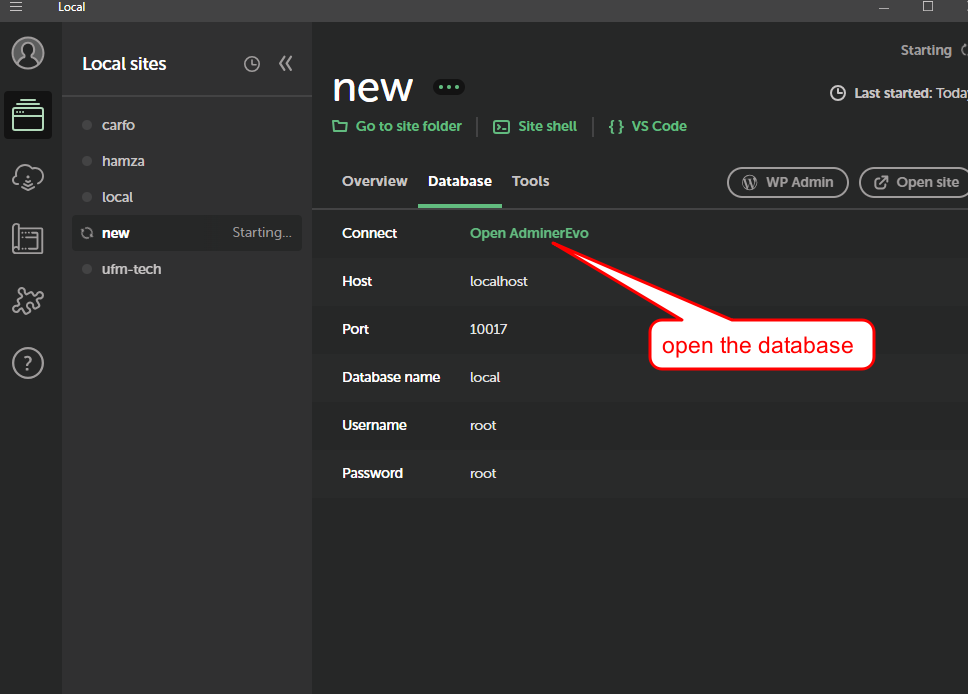 Local
Starting
Local sites
new
Last started: Today
Go to site folder
Site shell
VS Code
carfo
hamza
local
new Starting...
ufm-tech
Overview Database Tools
WP Admin
Open site
Connect Open AdminerEvo
Host localhost
Port 10017
open the database
Database name local
Username root
Password root